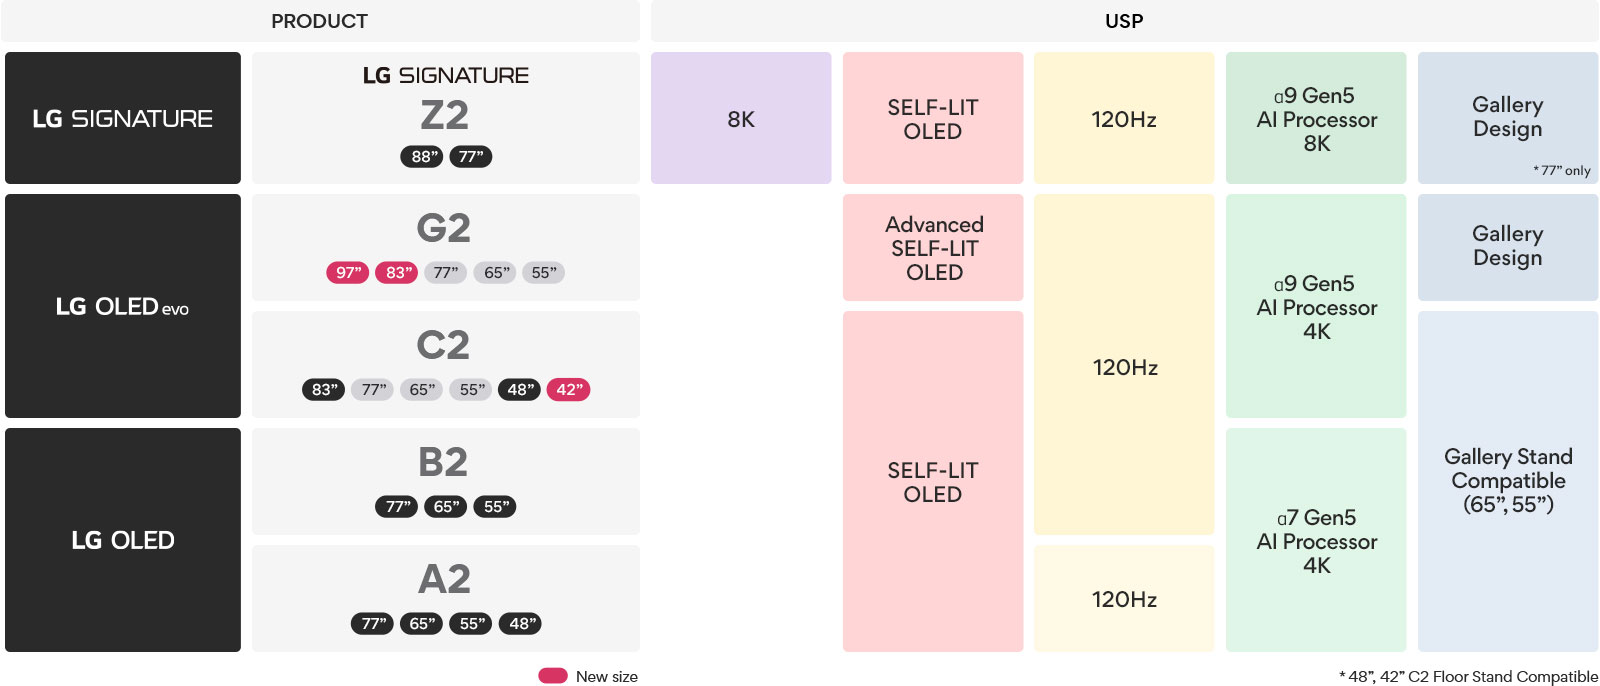 PRODUCT
USP
LG SIGNATURE
LG SIGNATURE
Z2
88” 77”
8K
SELF-LIT
OLED
120Hz
α9 Gen5
AI Processor
8K
Gallery
Design
* 77” only
LG OLED evo
G2
97” 83” 77” 65” 55”
Advanced
SELF-LIT
OLED
120Hz
α9 Gen5
AI Processor
4K
Gallery
Design
C2
83” 77” 65” 55” 48” 42”
SELF-LIT
OLED
Gallery Stand
Compatible
(65”, 55”)
LG OLED
B2
77” 65” 55”
α7 Gen5
AI Processor
4K
A2
77” 65” 55” 48”
120Hz
New size
* 48”, 42” C2 Floor Stand Compatible